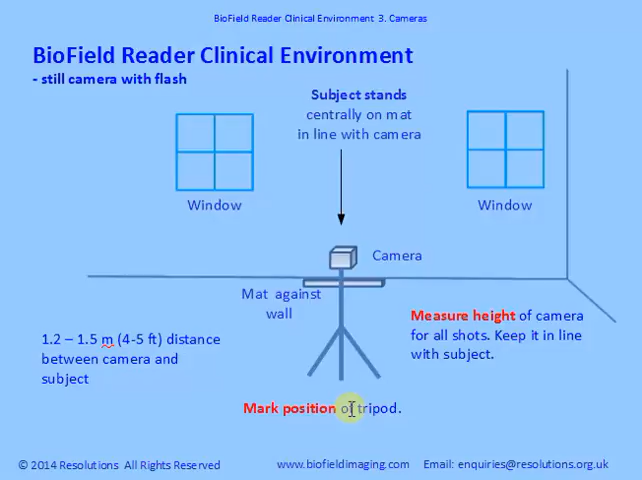 BioField Reader Clinical Environment 3. Cameras
BioField Reader Clinical Environment
- still camera with flash
Subject stands
centrally on mat
in line with camera
Window
Window
Camera
Mat against
wall
Measure height of camera
for all shots. Keep it in line
with subject.
1.2 – 1.5 m (4-5 ft) distance
between camera and
subject
Mark position of tripod.
© 2014 Resolutions All Rights Reserved
www.biofieldimaging.com Email: enquiries@resolutions.org.uk